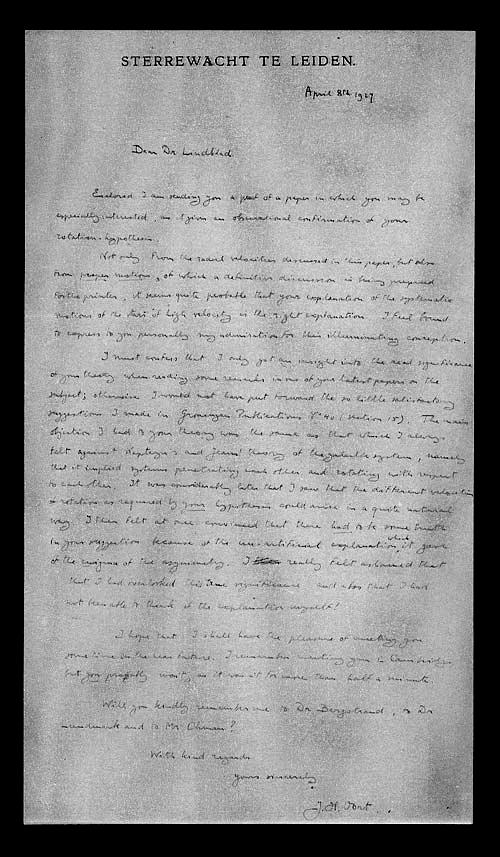 STERREWACHT TE LEIDEN.
April 8th 1927
Dear Dr Lindblad
Enclosed I am sending you a part of a paper in which you may be
especially interested, as it gives an observational confirmation of your
rotation-hypothesis.
Not only from the radial velocities discussed in this paper, but also
from proper motions, of which a definitive discussion is being prepared
for the printer, it seems quite probable that your explanation of the systematic
motions of the stars of high velocity is the right explanation. I feel bound
to express to you personally my admiration for this illuminating conception.
I must confess that I only got an insight into the real significance
of your theory when reading some remarks in one of your latest papers on the
subject; otherwise I would not have put forward the so little satisfactory
suggestions I made in Groningen Publications No 40 (section 15). The main
objection I had to your theory was the same as that which I always
felt against Kapteyn's and Jeans' theory of the galactic system, namely
that it implied systems penetrating each other and rotating with respect
to each other. It was considerably later that I saw that the different velocities
of rotation as required by your hypothesis could arise in a quite natural
way. I then felt at once convinced that there had to be some truth
in your suggestion because of the un-artificial explanation which it gave
of the enigma of the asymmetry. I really felt ashamed that
that I had overlooked this true significance and also that I had
not been able to think of the explanation myself!
I hope that I shall have the pleasure of meeting you
some time in the near future. I remember meeting you in Cambridge
but you probably won't, as it was for more than half a minute.
Will you kindly remember me to Dr Bergstrand, to Dr
Lundmark and to Mr Öhman?
With kind regards
yours sincerely
J. H. Oort